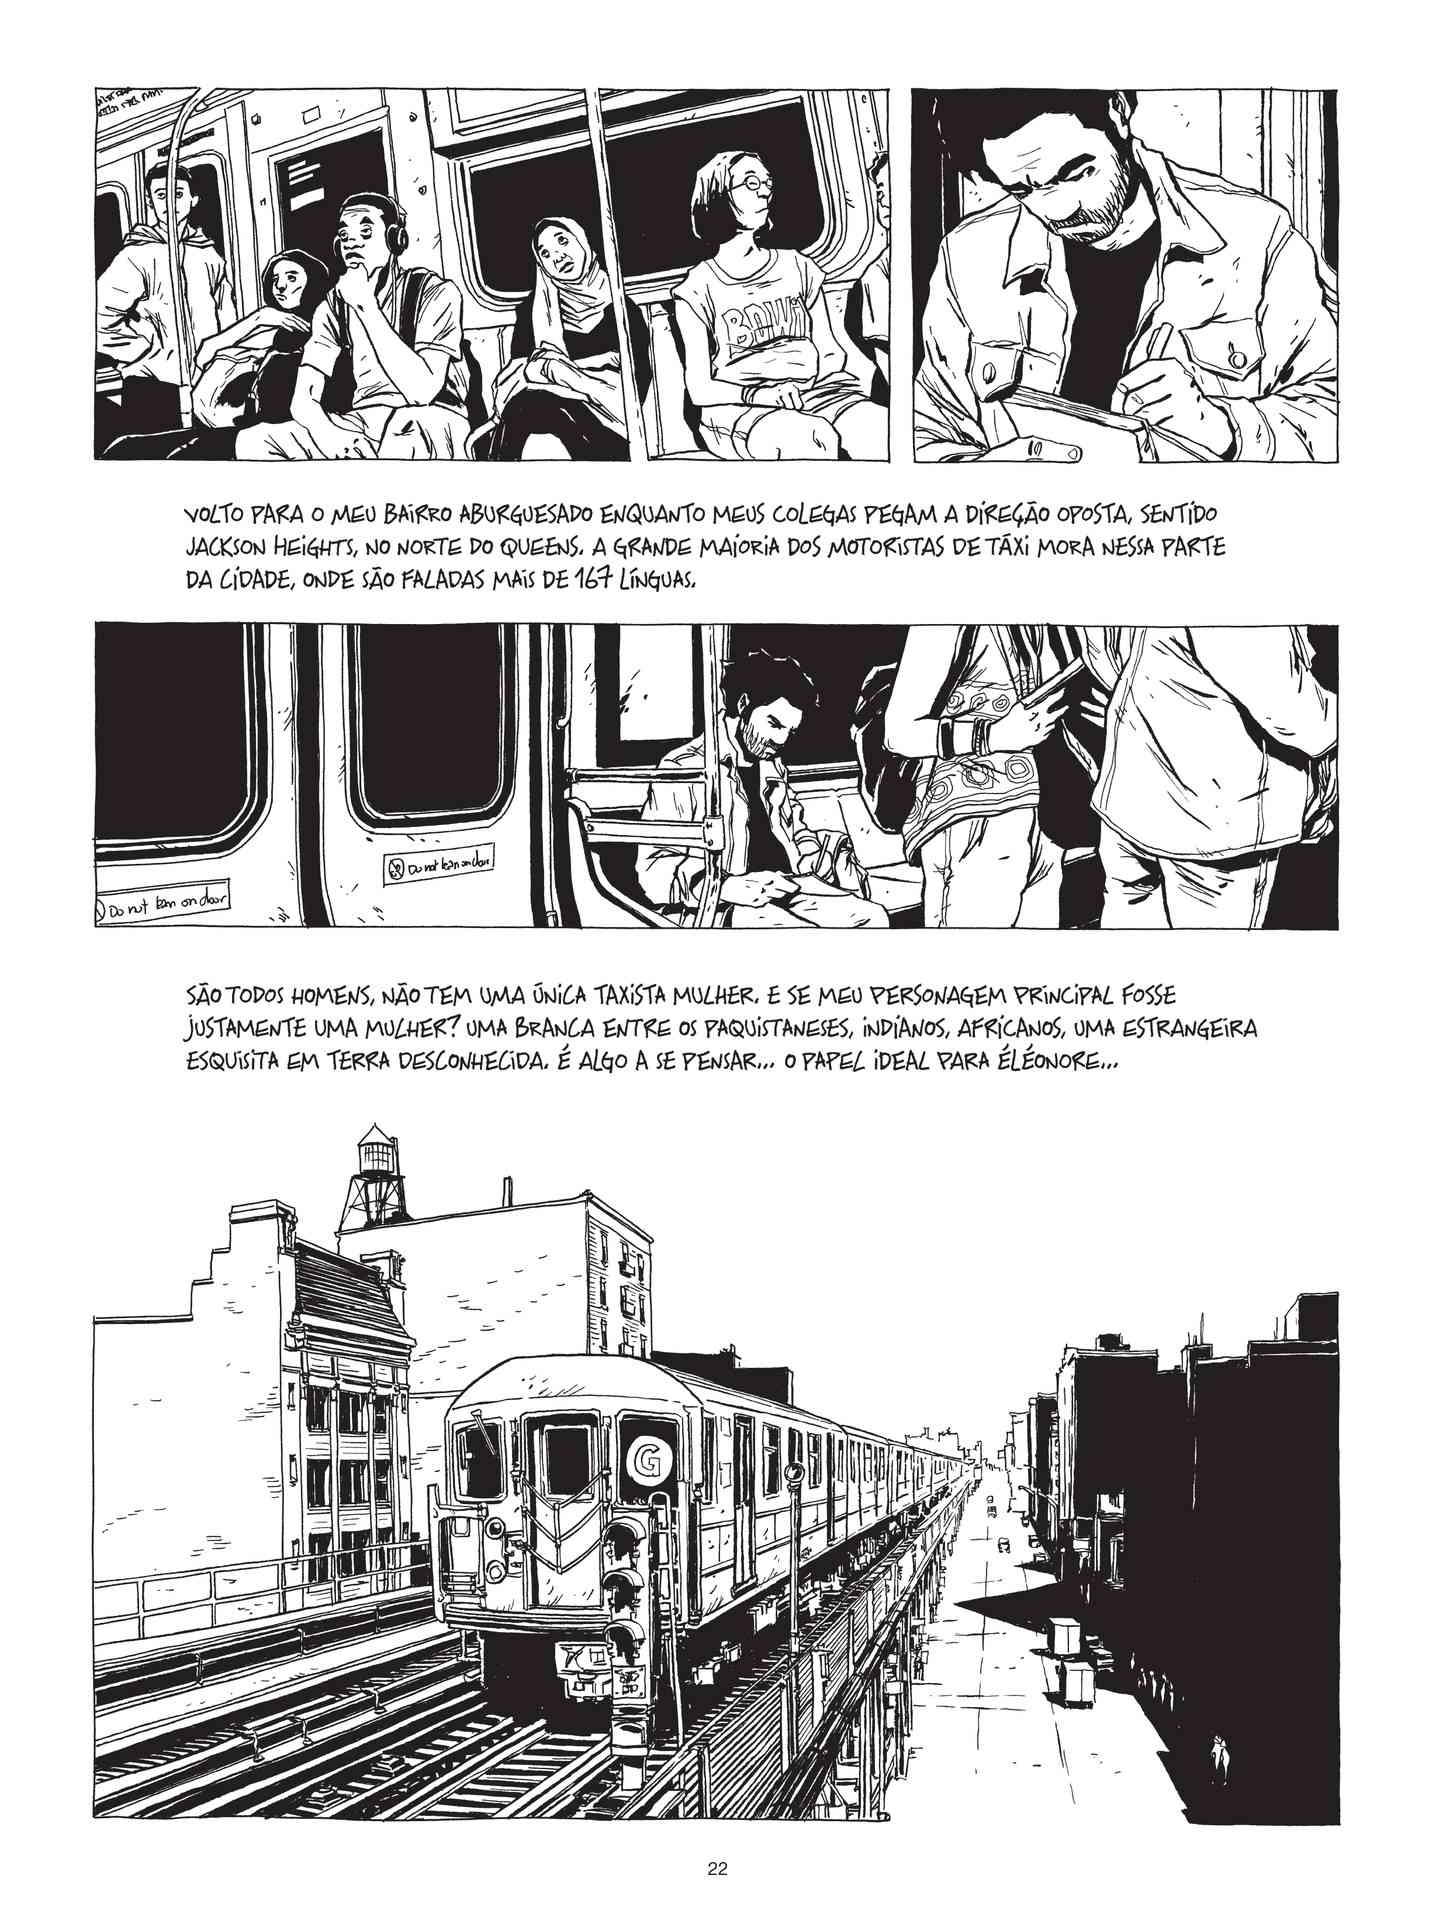 BOWI
VOLTO PARA O MEU BAIRRO ABURGUESADO ENQUANTO MEUS COLEGAS PEGAM A DIREÇÃO OPOSTA, SENTIDO
JACKSON HEIGHTS, NO NORTE DO QUEENS. A GRANDE MAIORIA DOS MOTORISTAS DE TÁXI MORA NESSA PARTE
DA CIDADE, ONDE SÃO FALADAS MAIS DE 167 LÍNGUAS.
Do not lean on door
Do not lean on door
SÃO TODOS HOMENS, NÃO TEM UMA ÚNICA TAXISTA MULHER. E SE MEU PERSONAGEM PRINCIPAL FOSSE
JUSTAMENTE UMA MULHER? UMA BRANCA ENTRE OS PAQUISTANESES, INDIANOS, AFRICANOS, UMA ESTRANGEIRA
ESQUISITA EM TERRA DESCONHECIDA. É ALGO A SE PENSAR... O PAPEL IDEAL PARA ÉLÉONORE...
G
22